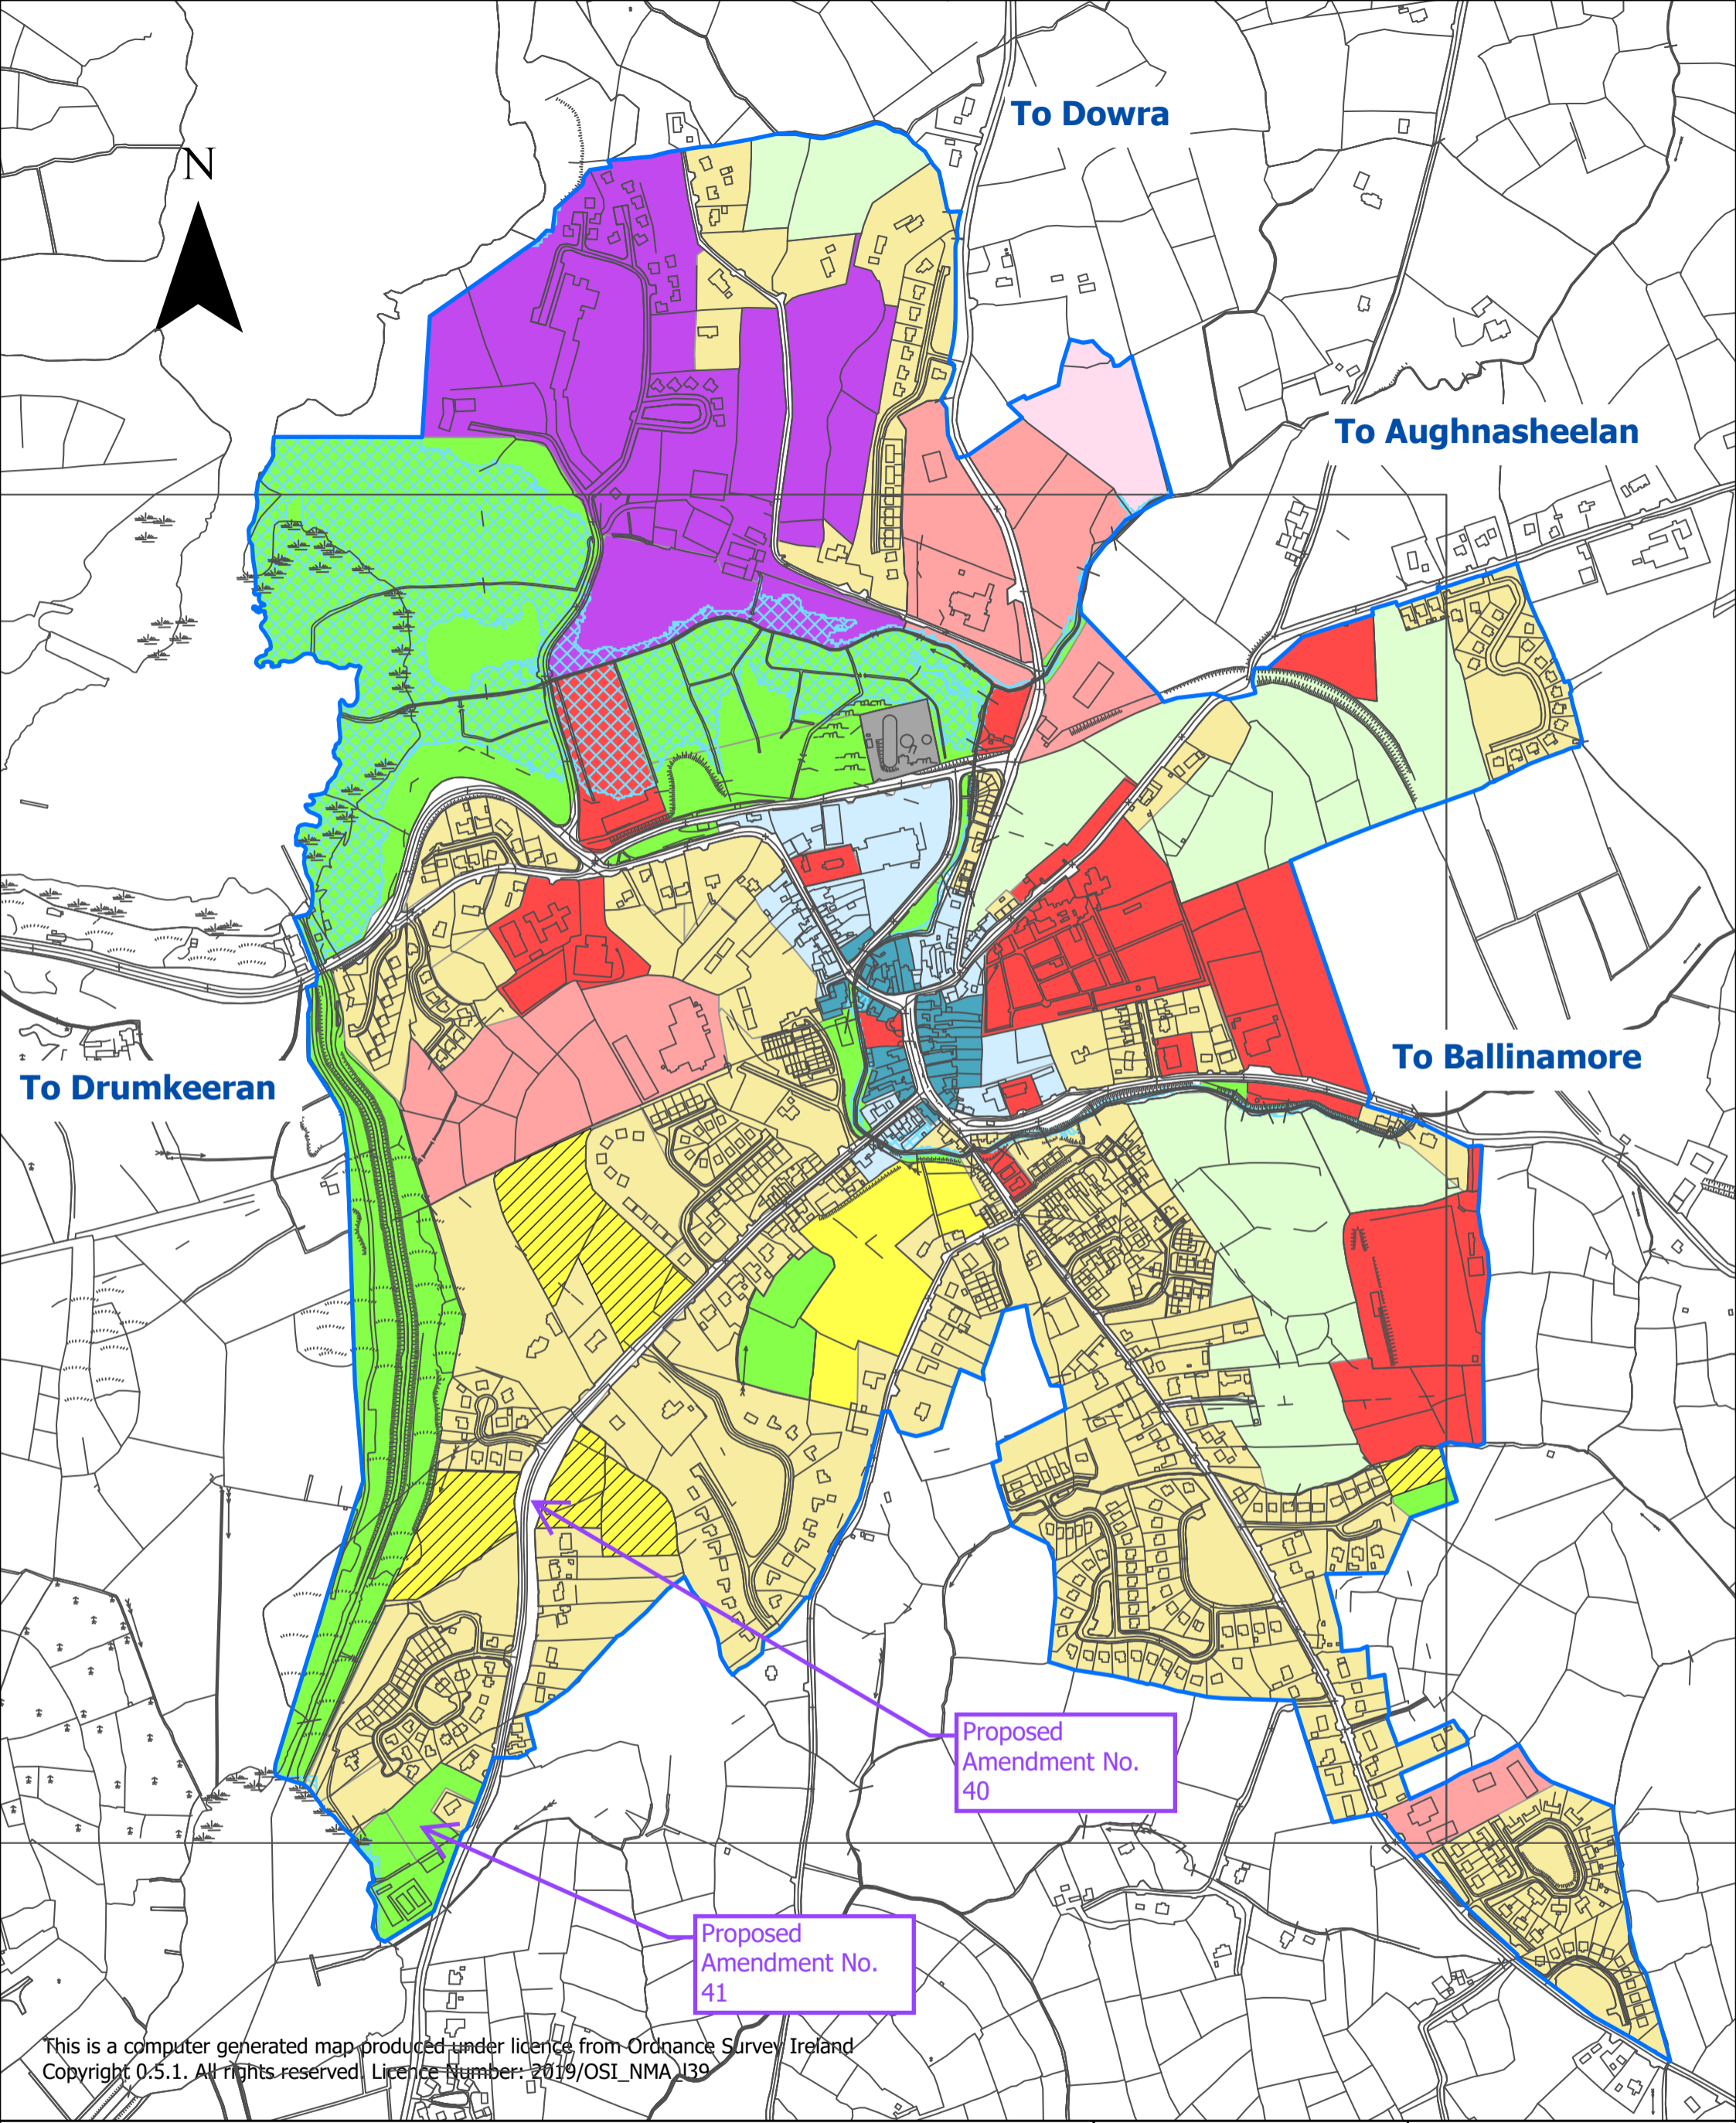 To Dowra
N
To Aughnasheelan
To Ballinamore
To Drumkeeran
Proposed
Amendment No.
40
Proposed
Amendment No.
41
This is a computer generated map produced under licence from Ordnance Survey Ireland
Copyright 0.5.1. All rights reserved. Licence Number: 2019/OSI_NMA_I39